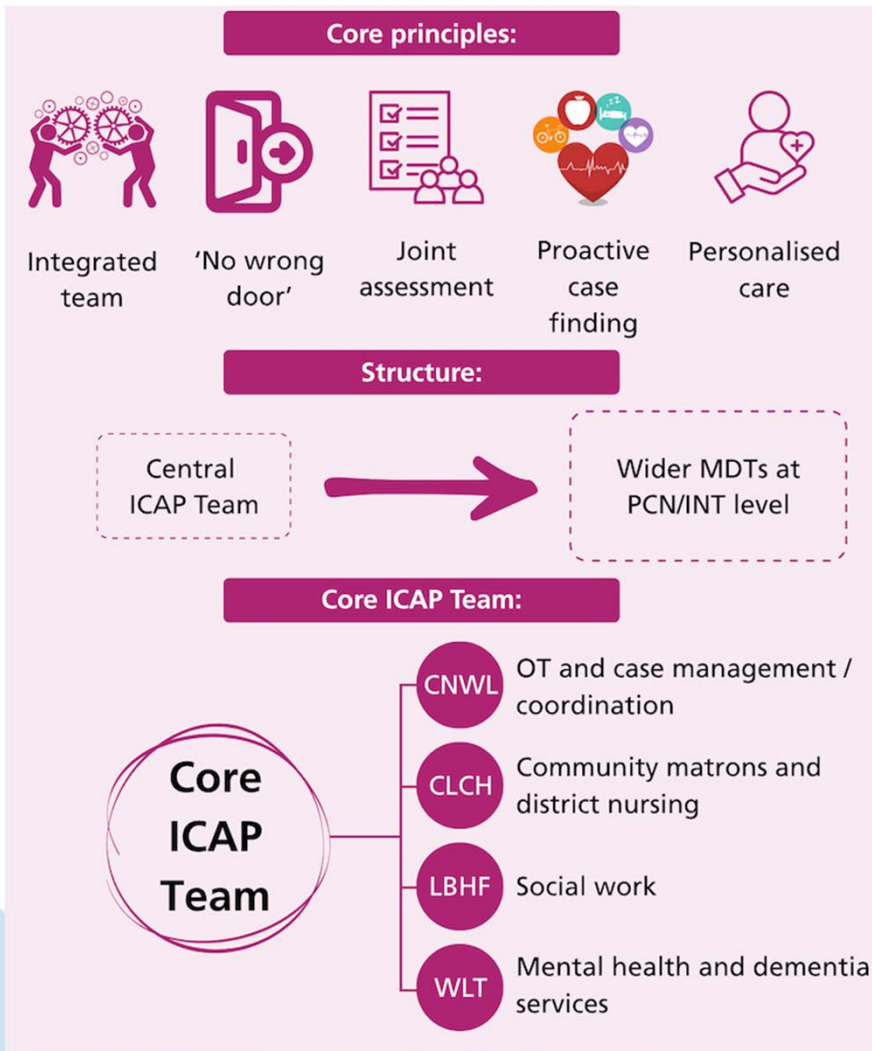 Core principles:
Integrated
team
'No wrong
door'
Joint
assessment
Proactive
case
finding
Personalised
care
Structure:
Central
ICAP Team
Wider MDTs at
PCN/INT level
Core ICAP Team:
Core
ICAP
Team
CNWL
OT and case management /
coordination
CLCH
Community matrons and
district nursing
LBHF
Social work
WLT
Mental health and dementia
services